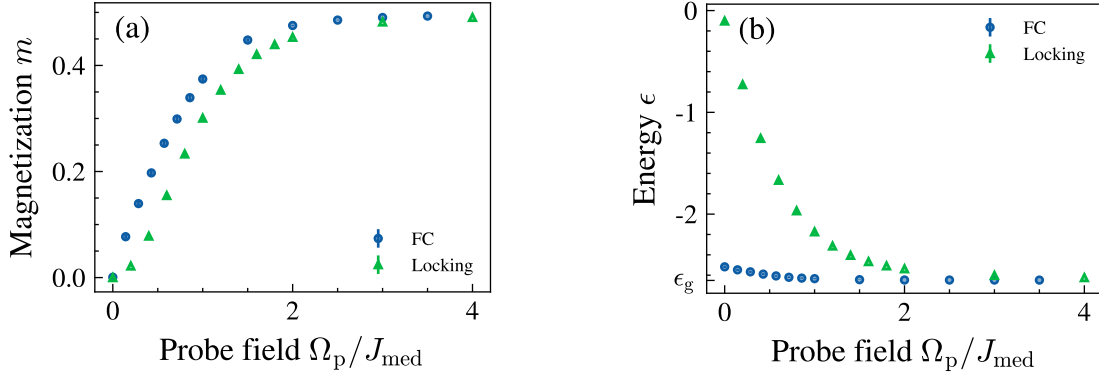 (a)
Magnetization m
0.4
0.2
0.0
FC
Locking
0
2
4
Probe field Ωp/Jmed
(b)
Energy ϵ
0
-1
-2
ϵg
FC
Locking
0
2
4
Probe field Ωp/Jmed